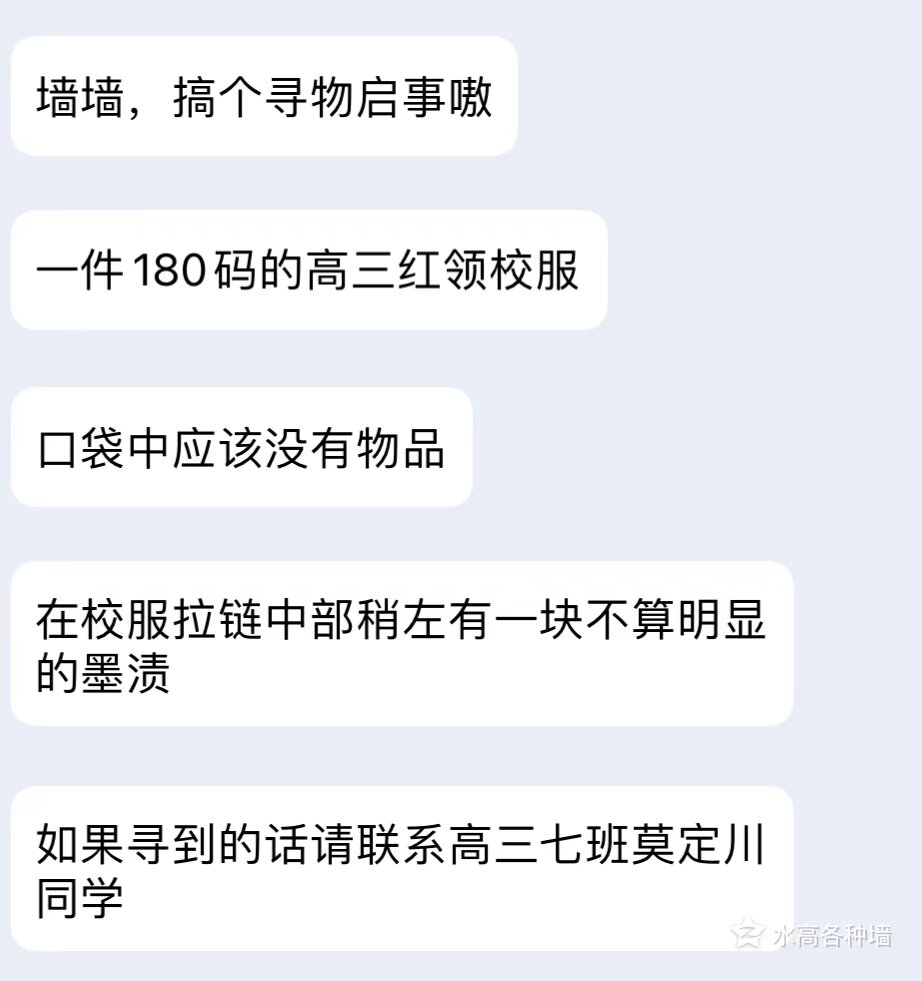 墙墙，搞个寻物启事嗷
一件180码的高三红领校服
口袋中应该没有物品
在校服拉链中部稍左有一块不算明显
的墨渍
如果寻到的话请联系高三七班莫定川
同学
水高各种墙